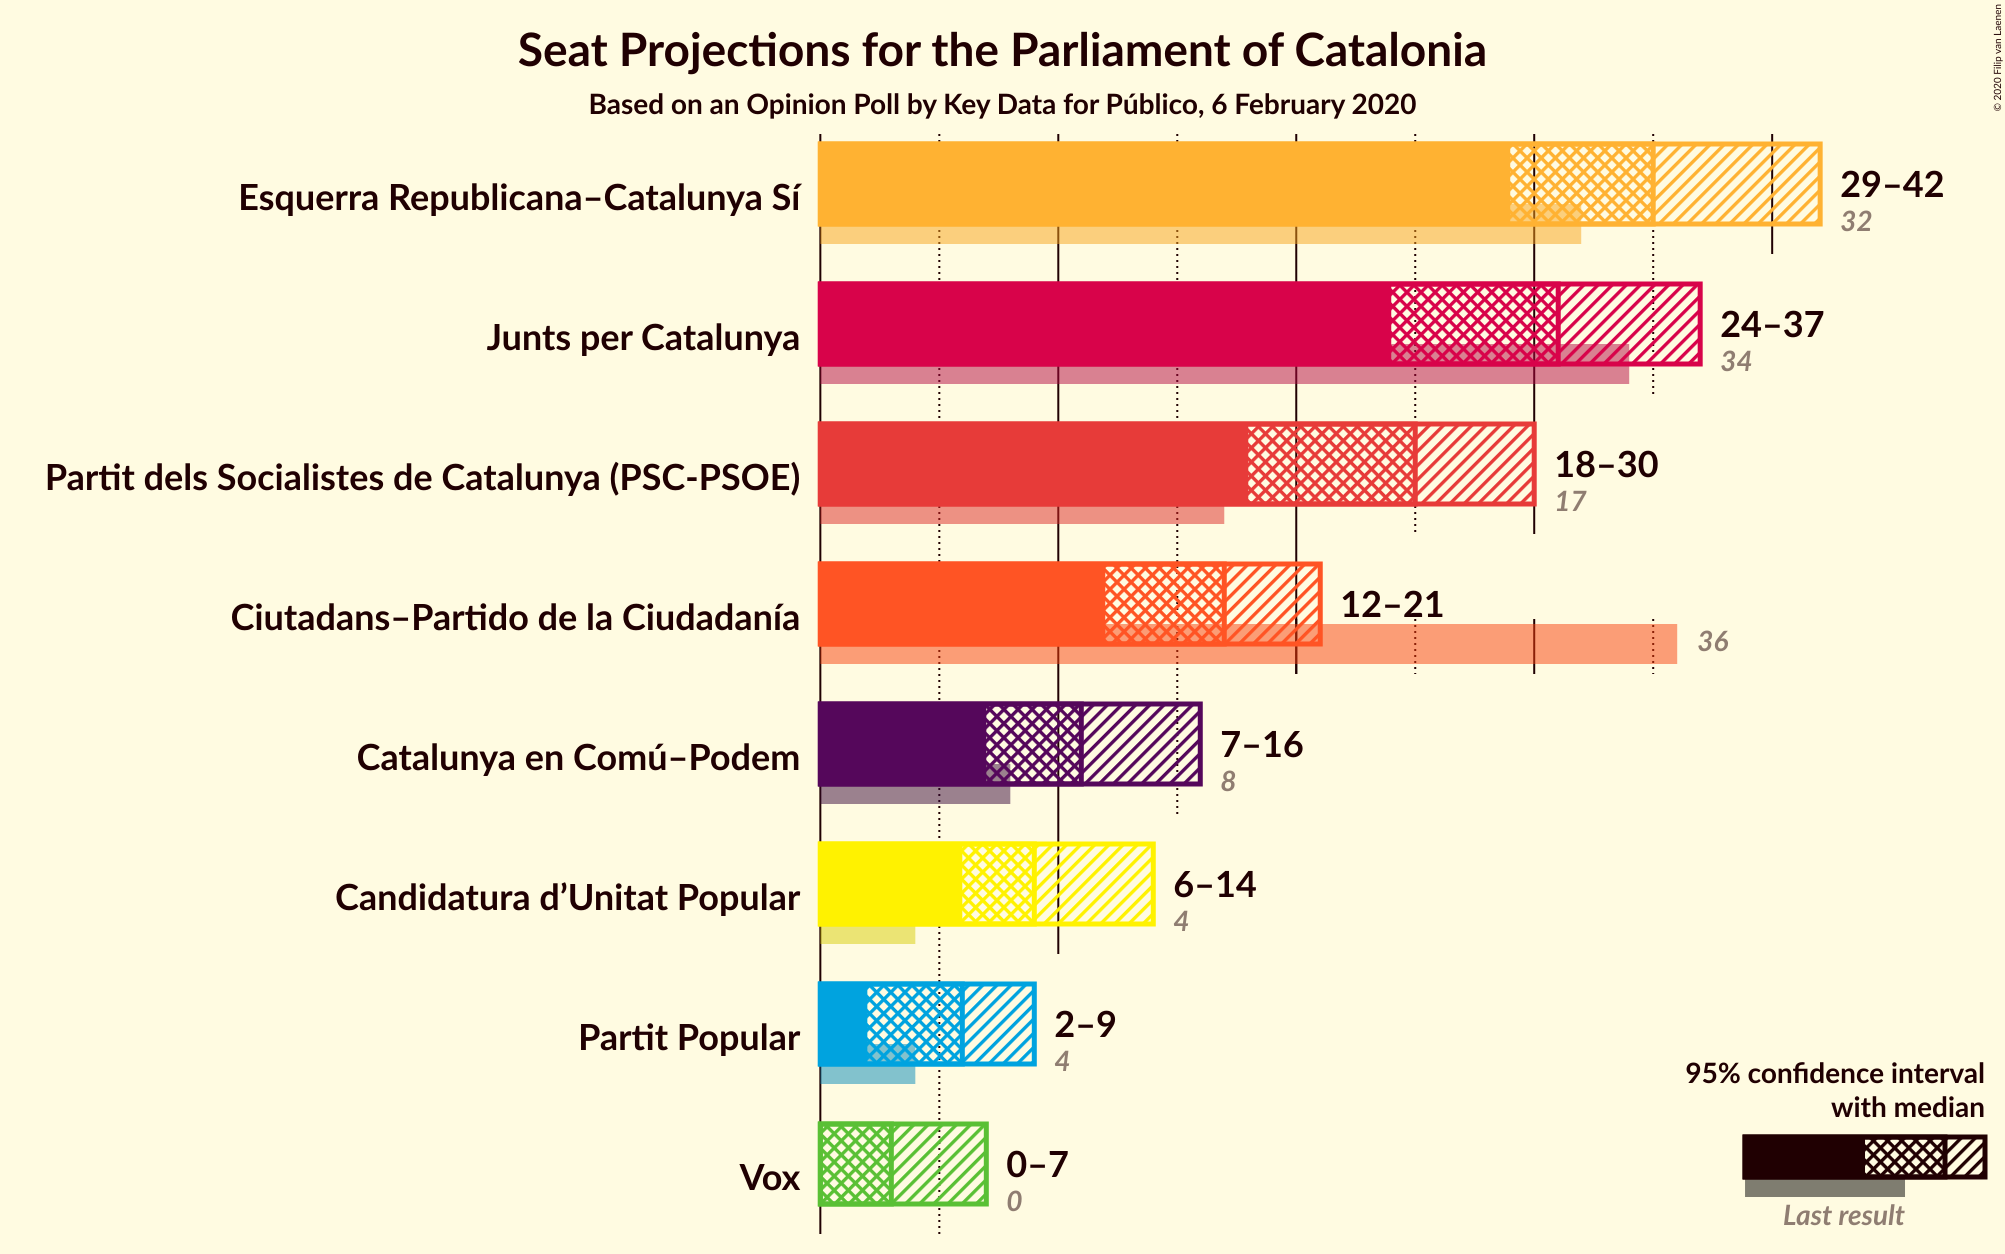 Seat Projections for the Parliament of Catalonia
Based on an Opinion Poll by Key Data for Público, 6 February 2020
© 2020 Filip van Laenen
Esquerra Republicana–Catalunya Sí
29–42
32
Junts per Catalunya
24–37
34
Partit dels Socialistes de Catalunya (PSC-PSOE)
18–30
17
Ciutadans–Partido de la Ciudadanía
12–21
36
Catalunya en Comú–Podem
7–16
8
Candidatura d’Unitat Popular
6–14
4
Partit Popular
2–9
4
Vox
0–7
0
95% confidence interval
with median
Last result